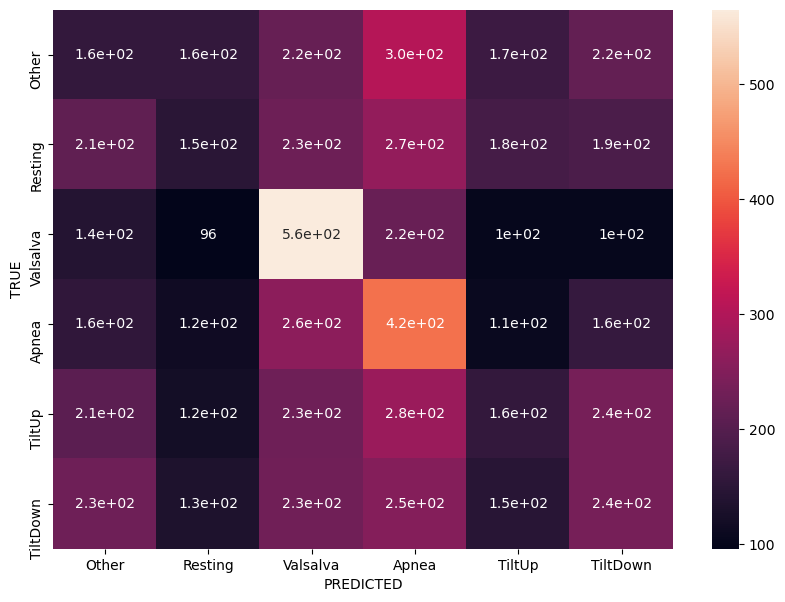 Other 1.6e+02 1.6e+02 2.2e+02 3.0e+02 1.7e+02 2.2e+02
Resting 2.1e+02 1.5e+02 2.3e+02 2.7e+02 1.8e+02 1.9e+02
Valsalva 1.4e+02 96 5.6e+02 2.2e+02 1e+02 1e+02
Apnea 1.6e+02 1.2e+02 2.6e+02 4.2e+02 1.1e+02 1.6e+02
TiltUp 2.1e+02 1.2e+02 2.3e+02 2.8e+02 1.6e+02 2.4e+02
TiltDown 2.3e+02 1.3e+02 2.3e+02 2.5e+02 1.5e+02 2.4e+02
TRUE
Other Resting Valsalva Apnea TiltUp TiltDown
PREDICTED
500
400
300
200
100